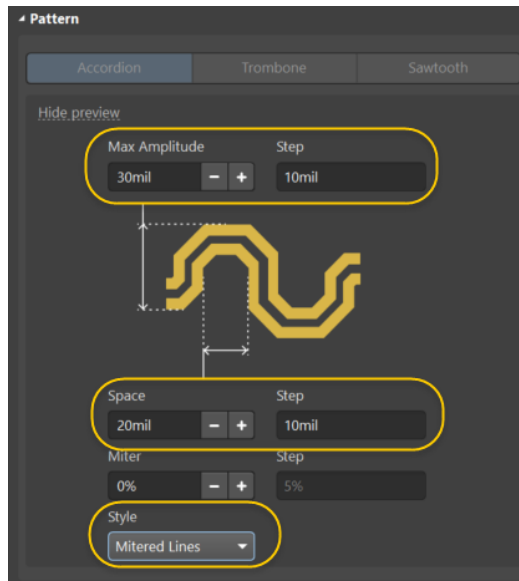 Pattern
Accordion Trombone Sawtooth
Hide preview
Max Amplitude Step
30mil − + 10mil
Space Step
20mil − + 10mil
Miter Step
0% − + 5%
Style
Mitered Lines